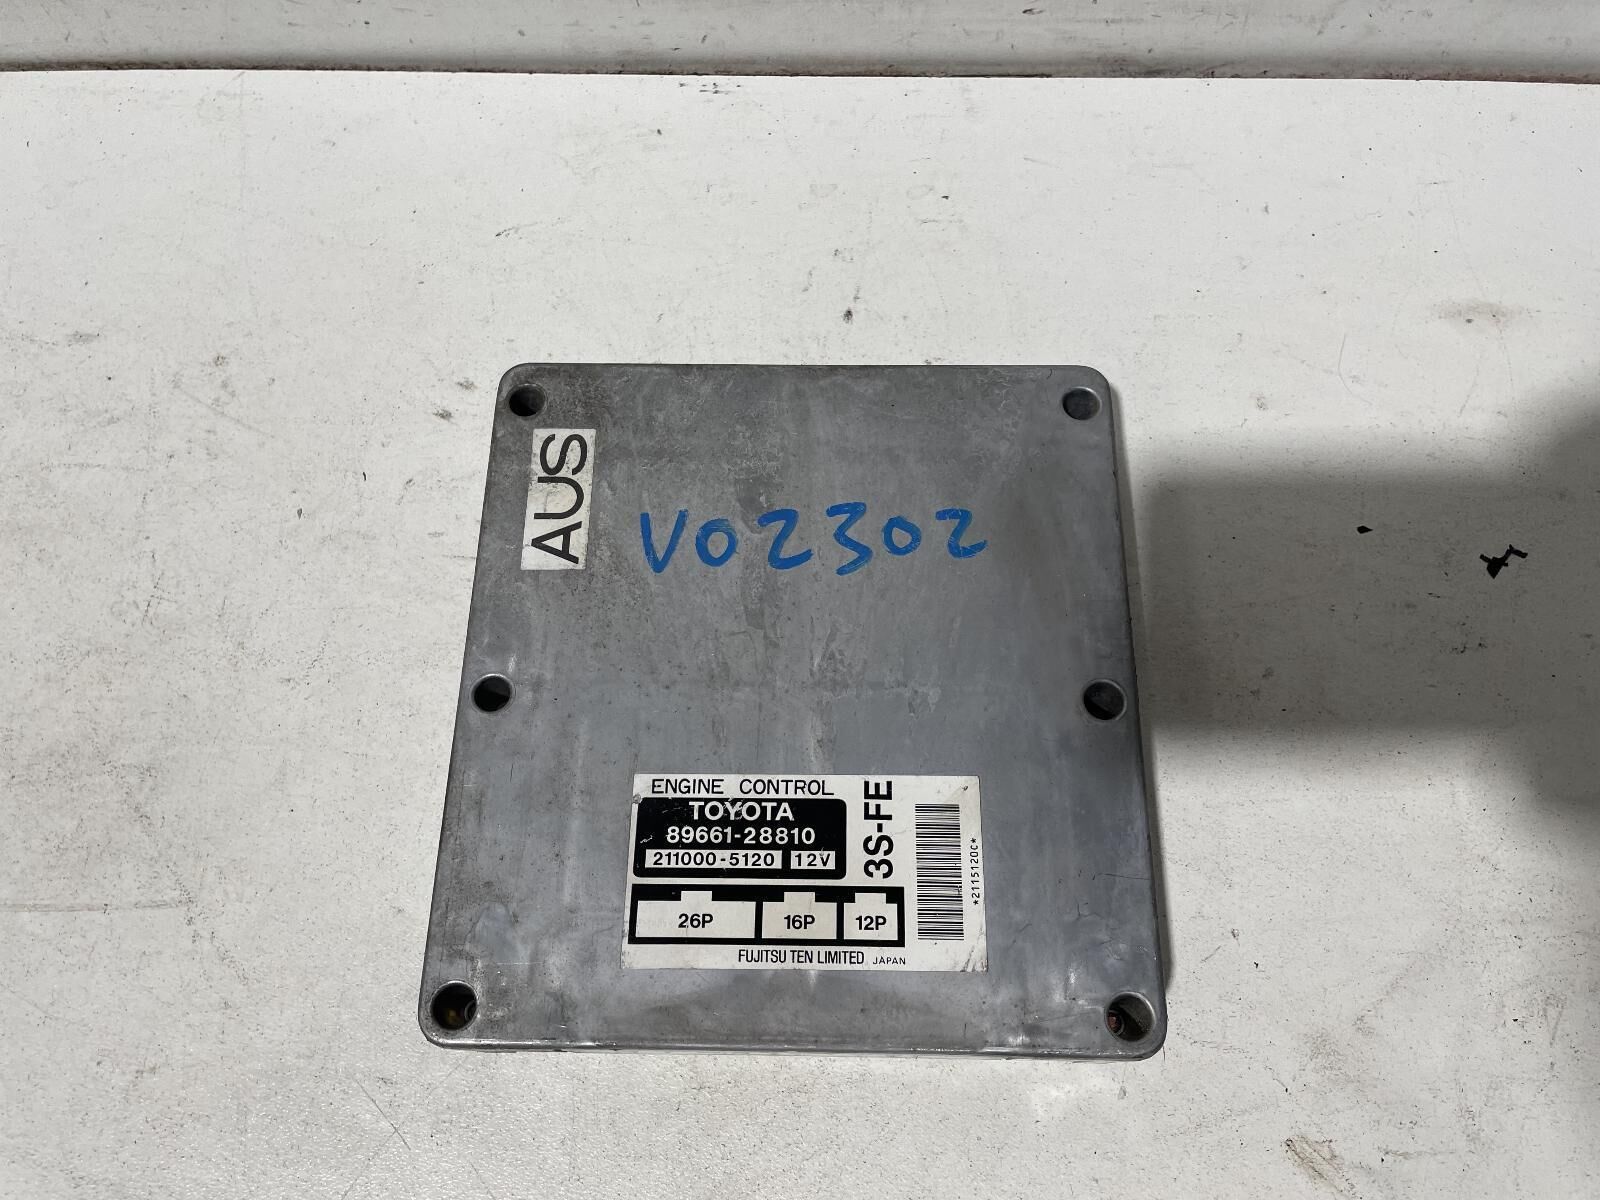 AUS
V02302
ENGINE CONTROL
TOYOTA
89661-28810
211000-5120 12V
3S-FE
*2115120C*
26P 16P 12P
FUJITSU TEN LIMITED JAPAN